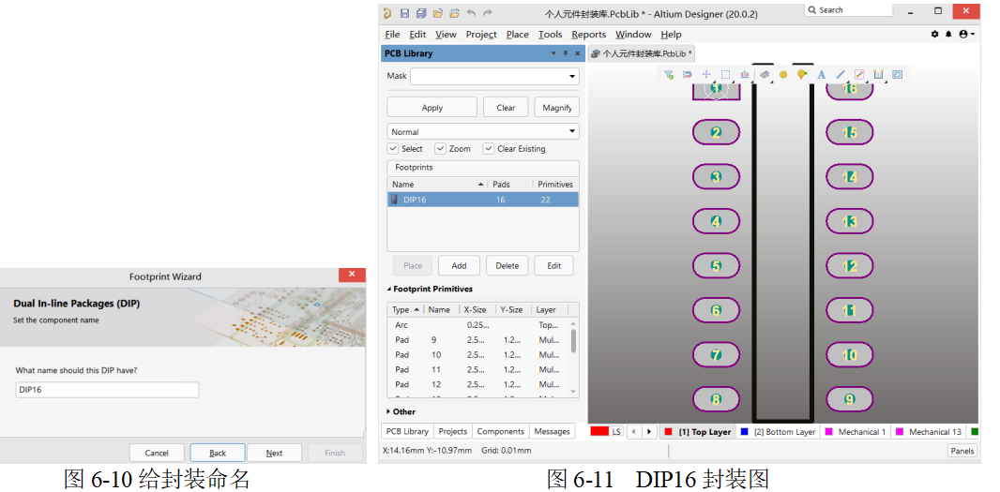 Footprint Wizard
Dual In-line Packages (DIP)
Set the component name
What name should this DIP have?
DIP16
Cancel
Back
Next
Finish
图 6-10 给封装命名
个人元件封装库.PcbLib * - Altium Designer (20.0.2)
Search
File Edit View Project Place Tools Reports Window Help
PCB Library
个人元件封装库.PcbLib *
Mask
Apply
Clear
Magnify
Normal
Select Zoom Clear Existing
Footprints
Name Pads Primitives
DIP16 16 22
Place
Add
Delete
Edit
Footprint Primitives
Type Name X-Size Y-Size Layer
Arc 0.25... Top...
Pad 9 2.5... 1.2... Mul...
Pad 10 2.5... 1.2... Mul...
Pad 11 2.5... 1.2... Mul...
Pad 12 2.5... 1.2... Mul...
Other
PCB Library Projects Components Messages
1 16
2 15
3 14
4 13
5 12
6 11
7 10
8 9
LS [1] Top Layer [2] Bottom Layer Mechanical 1 Mechanical 13
X:14.16mm Y:-10.97mm Grid: 0.01mm
Panels
图 6-11 DIP16 封装图